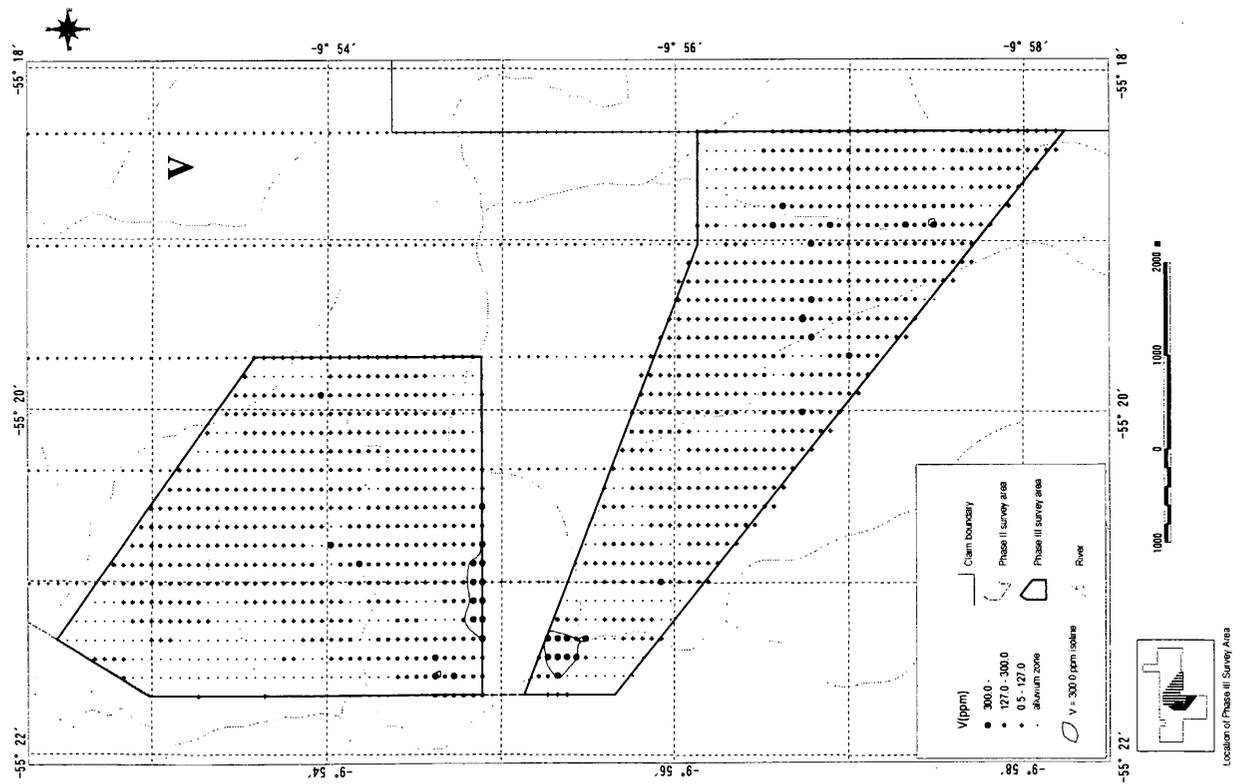 -9° 54′
-9° 56′
-9° 58′
-55° 18′
-55° 18′
V
-55° 20′
-55° 20′
-55° 22′
-55° 22′
-9° 54′
-9° 56′
-9° 58′
V(ppm)
300.0 -
127.0 - 300.0
0.5 - 127.0
alluvium zone
V = 300.0 ppm isoline
Claim boundary
Phase II survey area
Phase III survey area
River
1000 0 1000 2000 m
Location of Phase III Survey Area